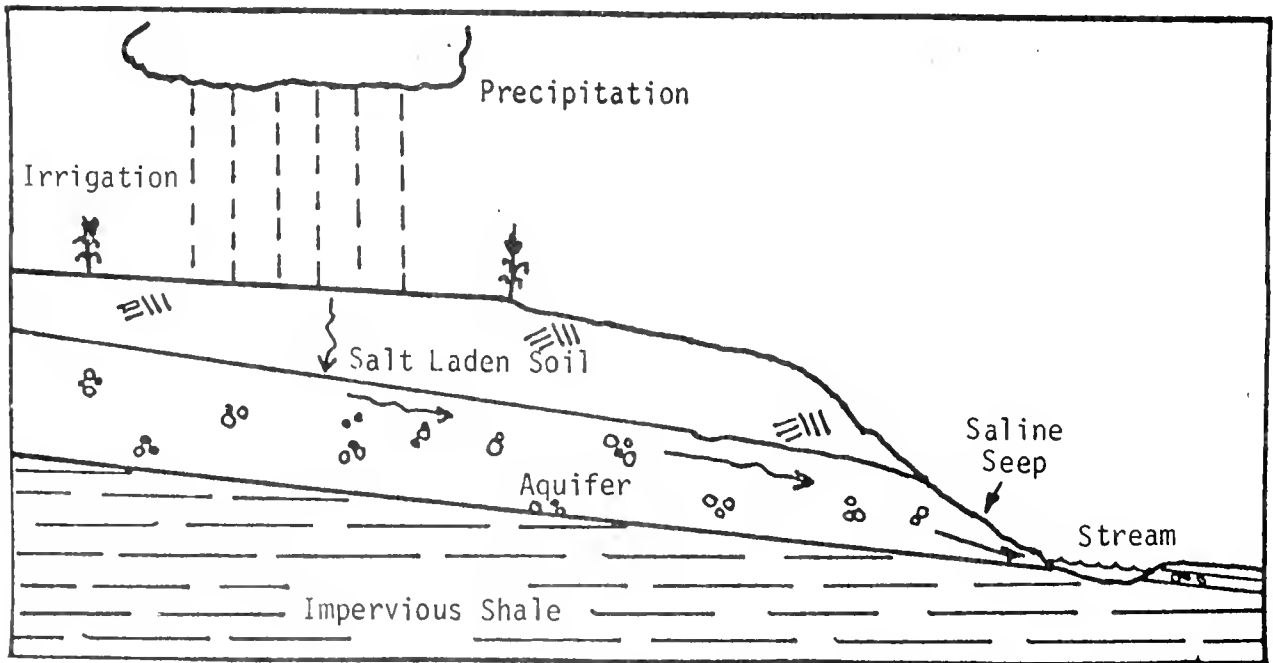 Precipitation
Irrigation
Salt Laden Soil
Saline
Seep
Aquifer
Stream
Impervious Shale